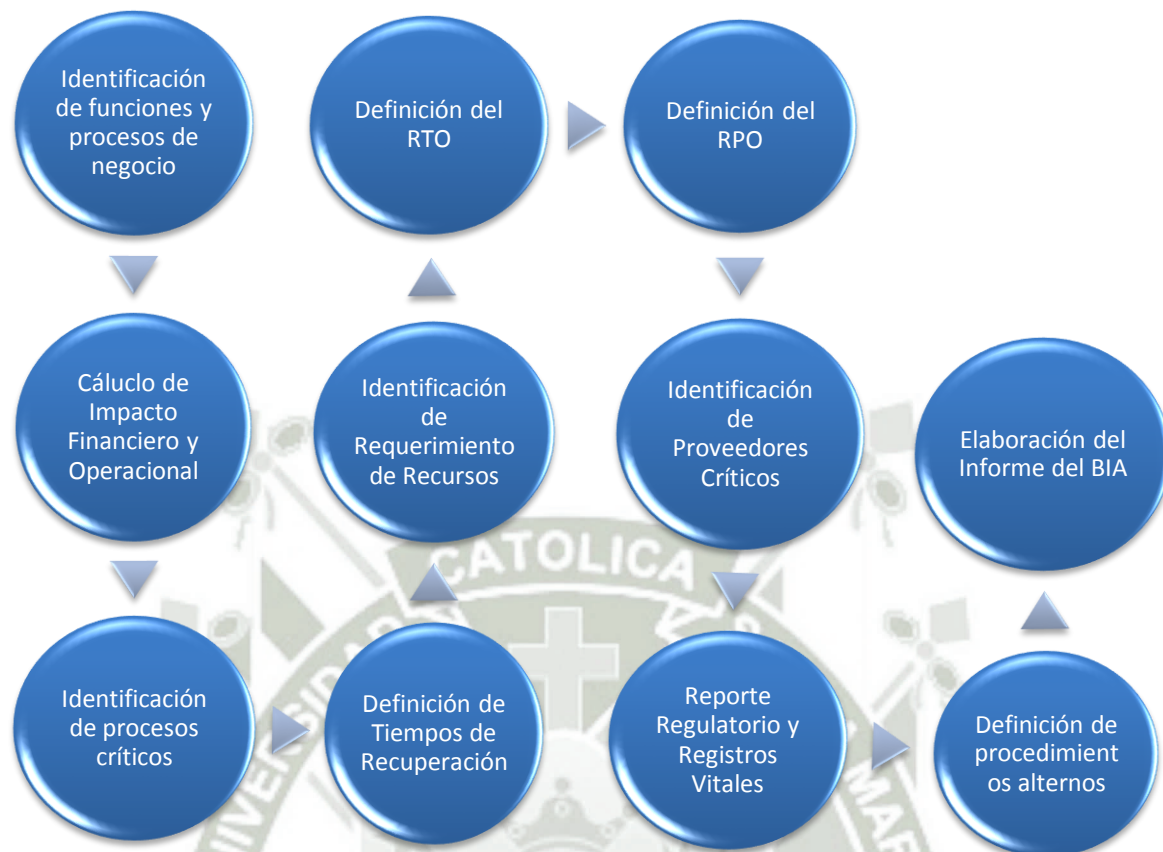 Identificación
de funciones y
procesos de
negocio
Cáluclo de
Impacto
Financiero y
Operacional
Identificación
de procesos
críticos
Definición de
Tiempos de
Recuperación
Identificación
de
Requerimiento
de Recursos
Definición del
RTO
Definición del
RPO
Identificación
de
Proveedores
Críticos
Reporte
Regulatorio y
Registros
Vitales
Definición de
procedimient
os alternos
Elaboración del
Informe del BIA
UNIVERSIDAD CATOLICA
MAR